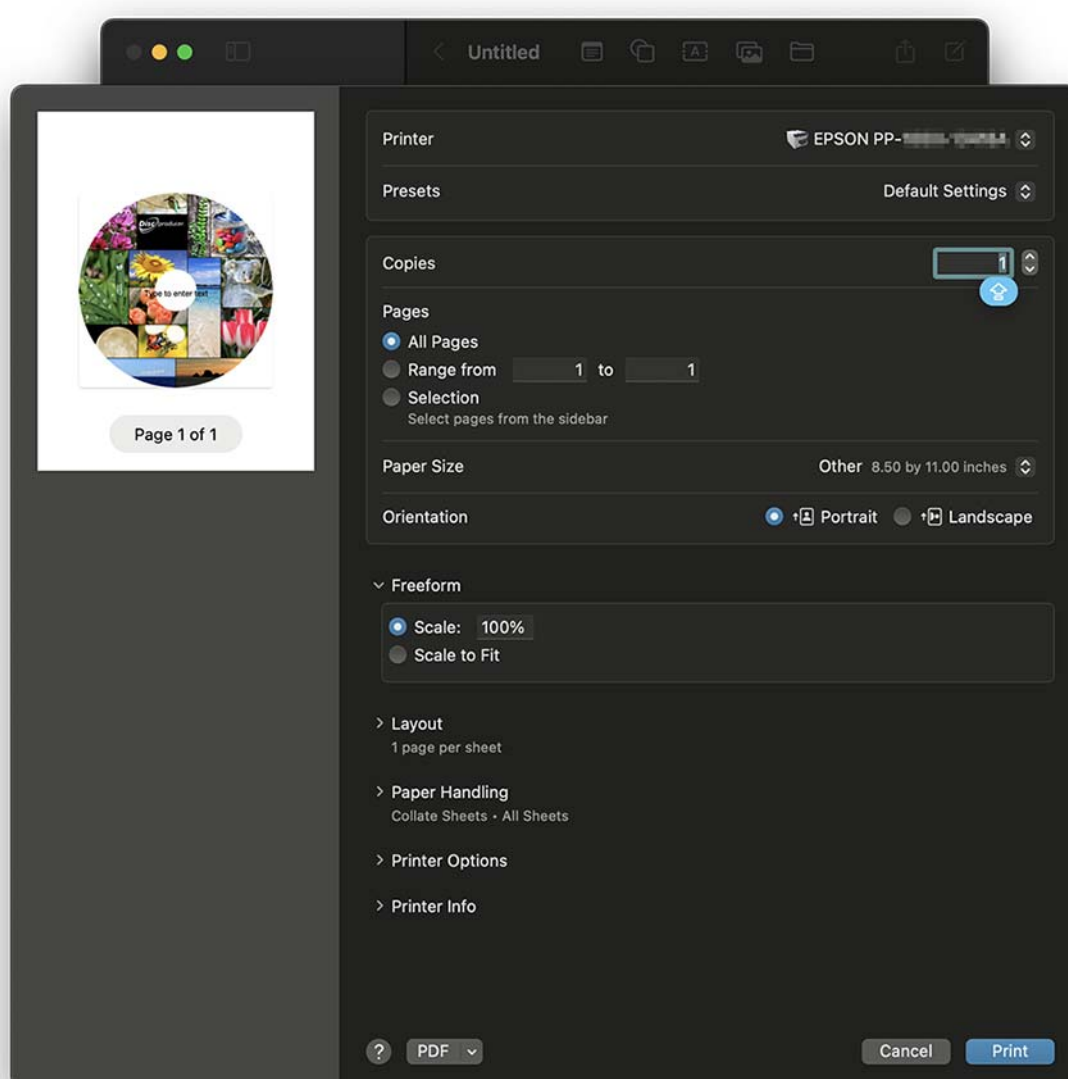 Untitled
Printer EPSON PP-
Presets Default Settings
Disc producer
Type to enter text
Page 1 of 1
Copies 1
Pages
All Pages
Range from 1 to 1
Selection
Select pages from the sidebar
Paper Size Other 8.50 by 11.00 inches
Orientation Portrait Landscape
Freeform
Scale: 100%
Scale to Fit
Layout
1 page per sheet
Paper Handling
Collate Sheets • All Sheets
Printer Options
Printer Info
? PDF Cancel Print